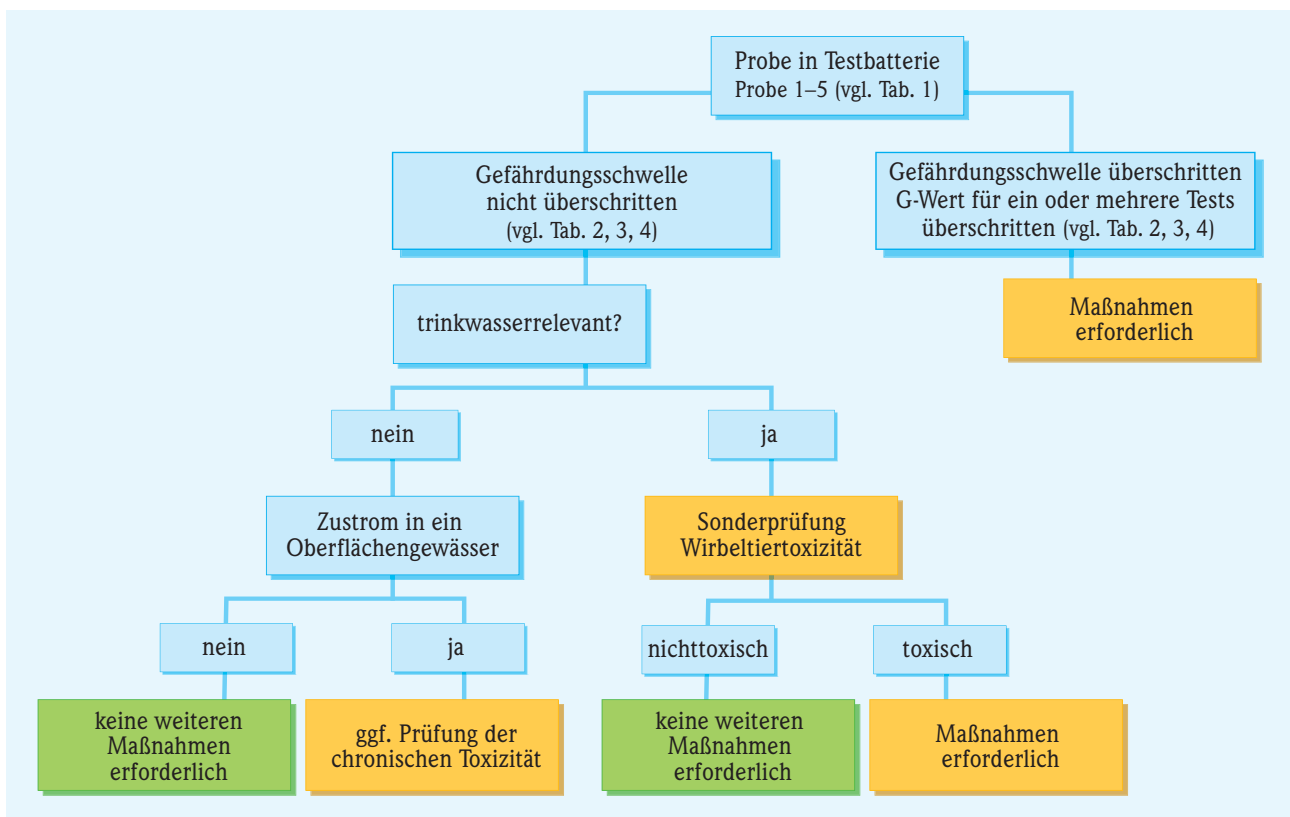 Probe in Testbatterie
Probe 1–5 (vgl. Tab. 1)
Gefährdungsschwelle
nicht überschritten
(vgl. Tab. 2, 3, 4)
Gefährdungsschwelle überschritten
G-Wert für ein oder mehrere Tests
überschritten (vgl. Tab. 2, 3, 4)
trinkwasserrelevant?
Maßnahmen
erforderlich
nein
ja
Zustrom in ein
Oberflächengewässer
Sonderprüfung
Wirbeltiertoxizität
nein
ja
nichttoxisch
toxisch
keine weiteren
Maßnahmen
erforderlich
ggf. Prüfung der
chronischen Toxizität
keine weiteren
Maßnahmen
erforderlich
Maßnahmen
erforderlich